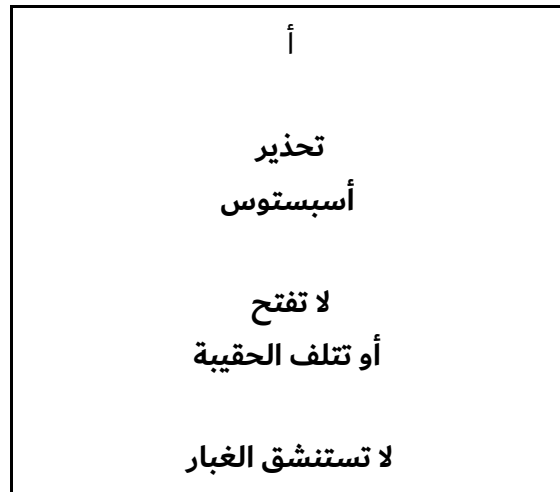 أ
تحذير
أسبستوس
لا تفتح
أو تتلف الحقيبة
لا تستنشق الغبار